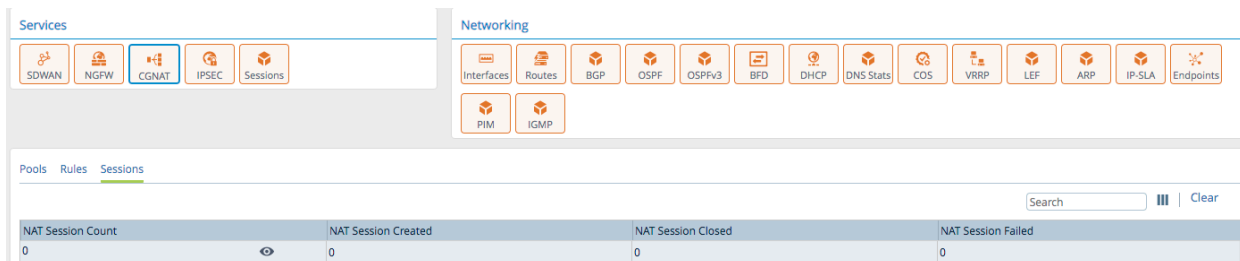 Services
SDWAN NGFW CGNAT IPSEC Sessions
Networking
Interfaces Routes BGP OSPF OSPFv3 BFD DHCP DNS Stats COS VRRP LEF ARP IP-SLA Endpoints
PIM IGMP
Pools Rules Sessions
Search Clear
NAT Session Count NAT Session Created NAT Session Closed NAT Session Failed
0 0 0 0